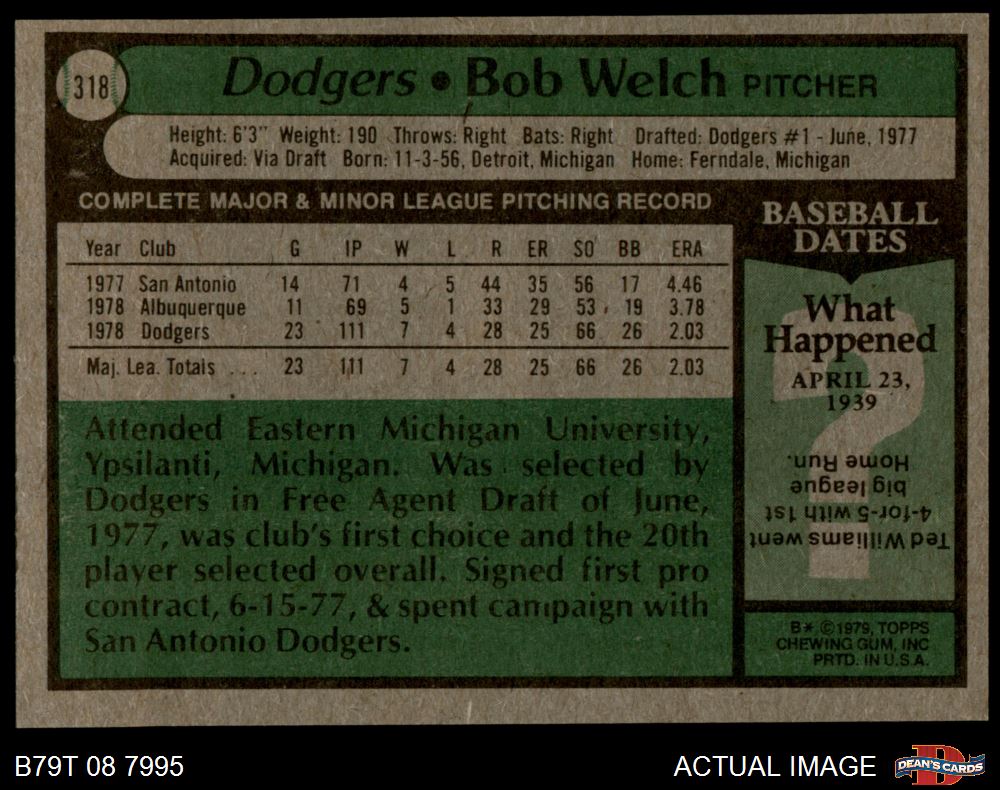 318
Dodgers • Bob Welch PITCHER
Height: 6'3" Weight: 190 Throws: Right Bats: Right Drafted: Dodgers #1 - June, 1977
Acquired: Via Draft Born: 11-3-56, Detroit, Michigan Home: Ferndale, Michigan
COMPLETE MAJOR & MINOR LEAGUE PITCHING RECORD
Year Club G IP W L R ER SO BB ERA
1977 San Antonio 14 71 4 5 44 35 56 17 4.46
1978 Albuquerque 11 69 5 1 33 29 53 19 3.78
1978 Dodgers 23 111 7 4 28 25 66 26 2.03
Maj. Lea. Totals ... 23 111 7 4 28 25 66 26 2.03
Attended Eastern Michigan University,
Ypsilanti, Michigan. Was selected by
Dodgers in Free Agent Draft of June,
1977, was club's first choice and the 20th
player selected overall. Signed first pro
contract, 6-15-77, & spent campaign with
San Antonio Dodgers.
BASEBALL
DATES
What
Happened
APRIL 23,
1939
?
Ted Williams went
4-for-5 with 1st
big league
Home Run.
B* ©1979, TOPPS
CHEWING GUM, INC
PRTD. IN U.S.A.
B79T 08 7995
ACTUAL IMAGE
DEAN'S CARDS